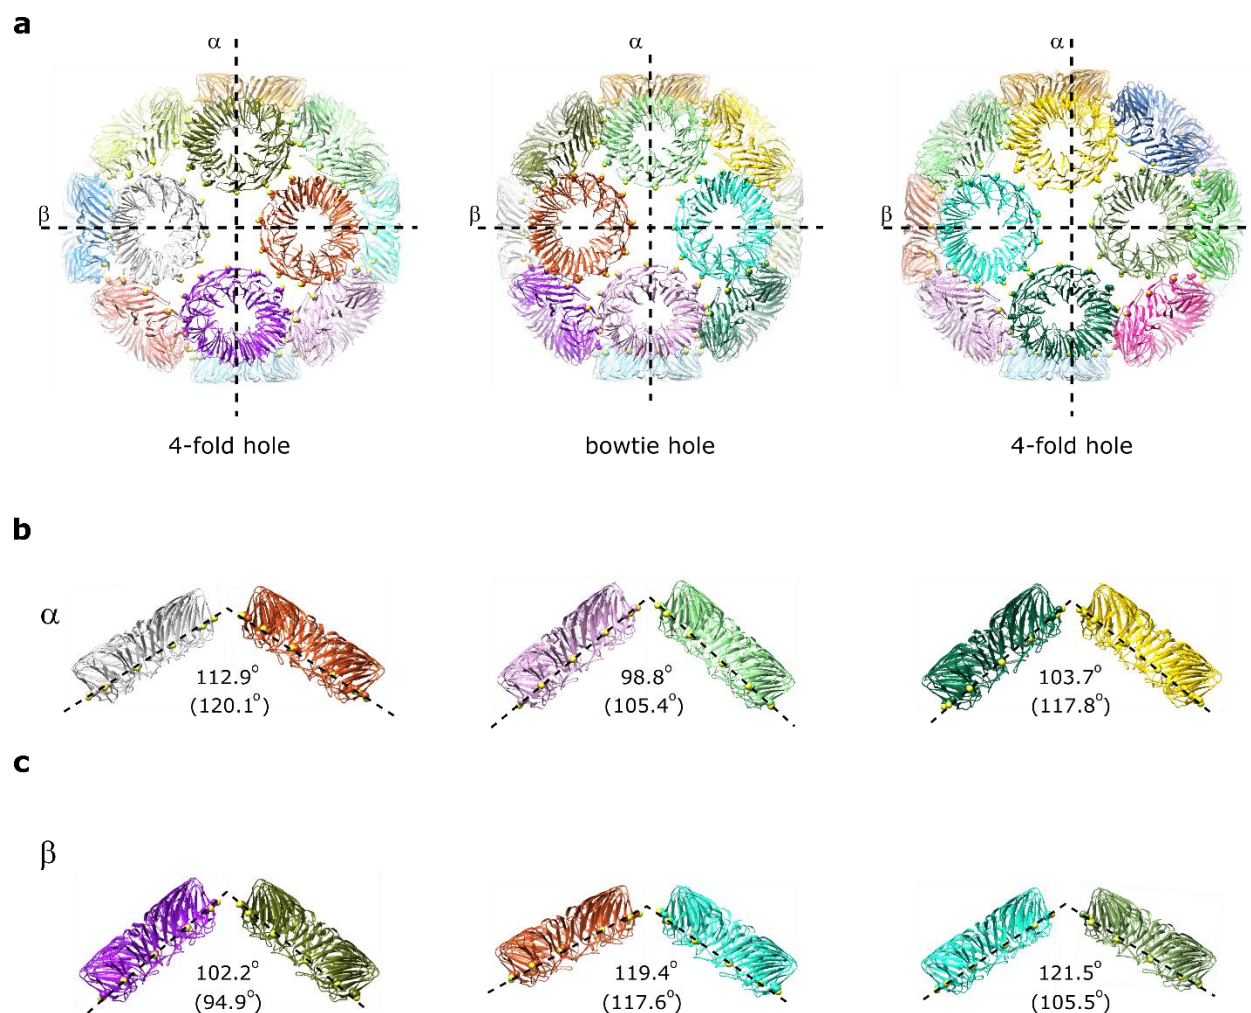 a
α α α
β β β
4-fold hole bowtie hole 4-fold hole
b
α
112.9° 98.8° 103.7°
(120.1°) (105.4°) (117.8°)
c
β
102.2° 119.4° 121.5°
(94.9°) (117.6°) (105.5°)